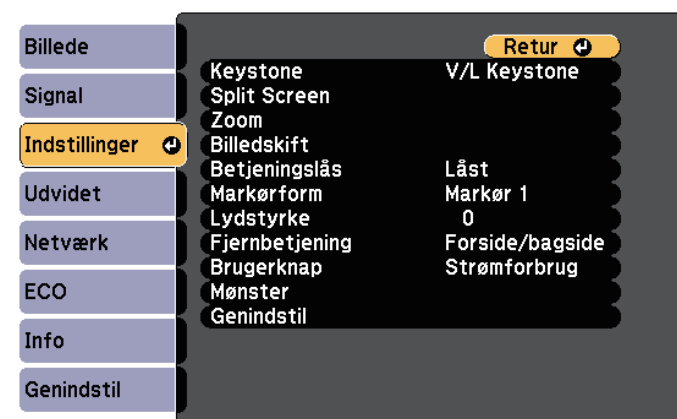 Billede
Signal
Indstillinger
Udvidet
Netværk
ECO
Info
Genindstil
Retur
Keystone V/L Keystone
Split Screen
Zoom
Billedskift
Betjeningslås Låst
Markørform Markør 1
Lydstyrke 0
Fjernbetjening Forside/bagside
Brugerknap Strømforbrug
Mønster
Genindstil